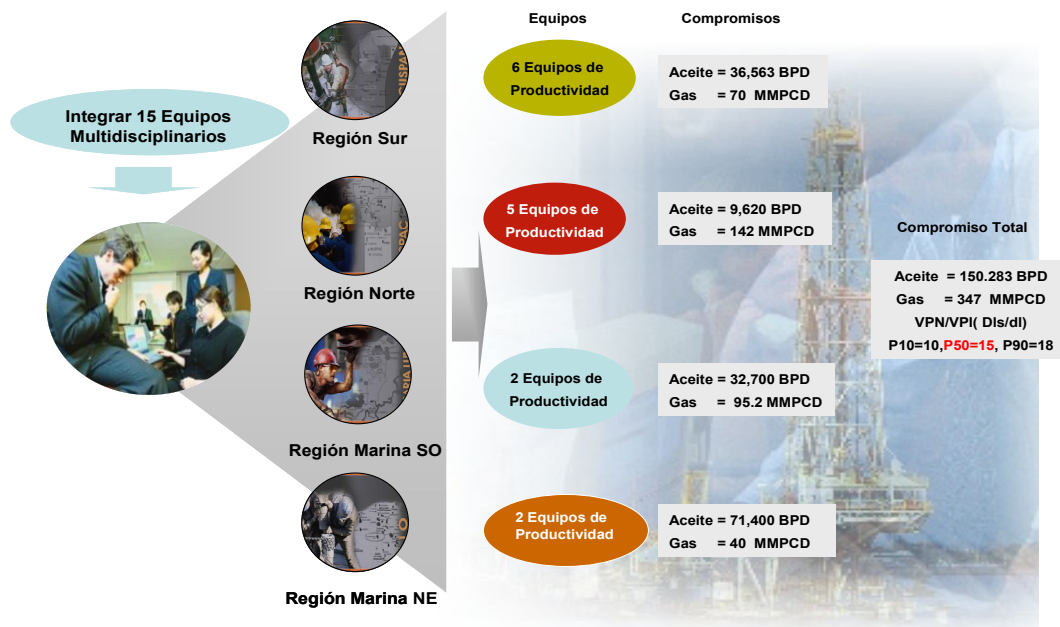 Equipos
Compromisos
Integrar 15 Equipos
Multidisciplinarios
Región Sur
6 Equipos de
Productividad
Aceite = 36,563 BPD
Gas = 70 MMPCD
Región Norte
5 Equipos de
Productividad
Aceite = 9,620 BPD
Gas = 142 MMPCD
Región Marina SO
2 Equipos de
Productividad
Aceite = 32,700 BPD
Gas = 95.2 MMPCD
Región Marina NE
2 Equipos de
Productividad
Aceite = 71,400 BPD
Gas = 40 MMPCD
Compromiso Total
Aceite = 150.283 BPD
Gas = 347 MMPCD
VPN/VPI( Dls/dl)
P10=10,P50=15, P90=18